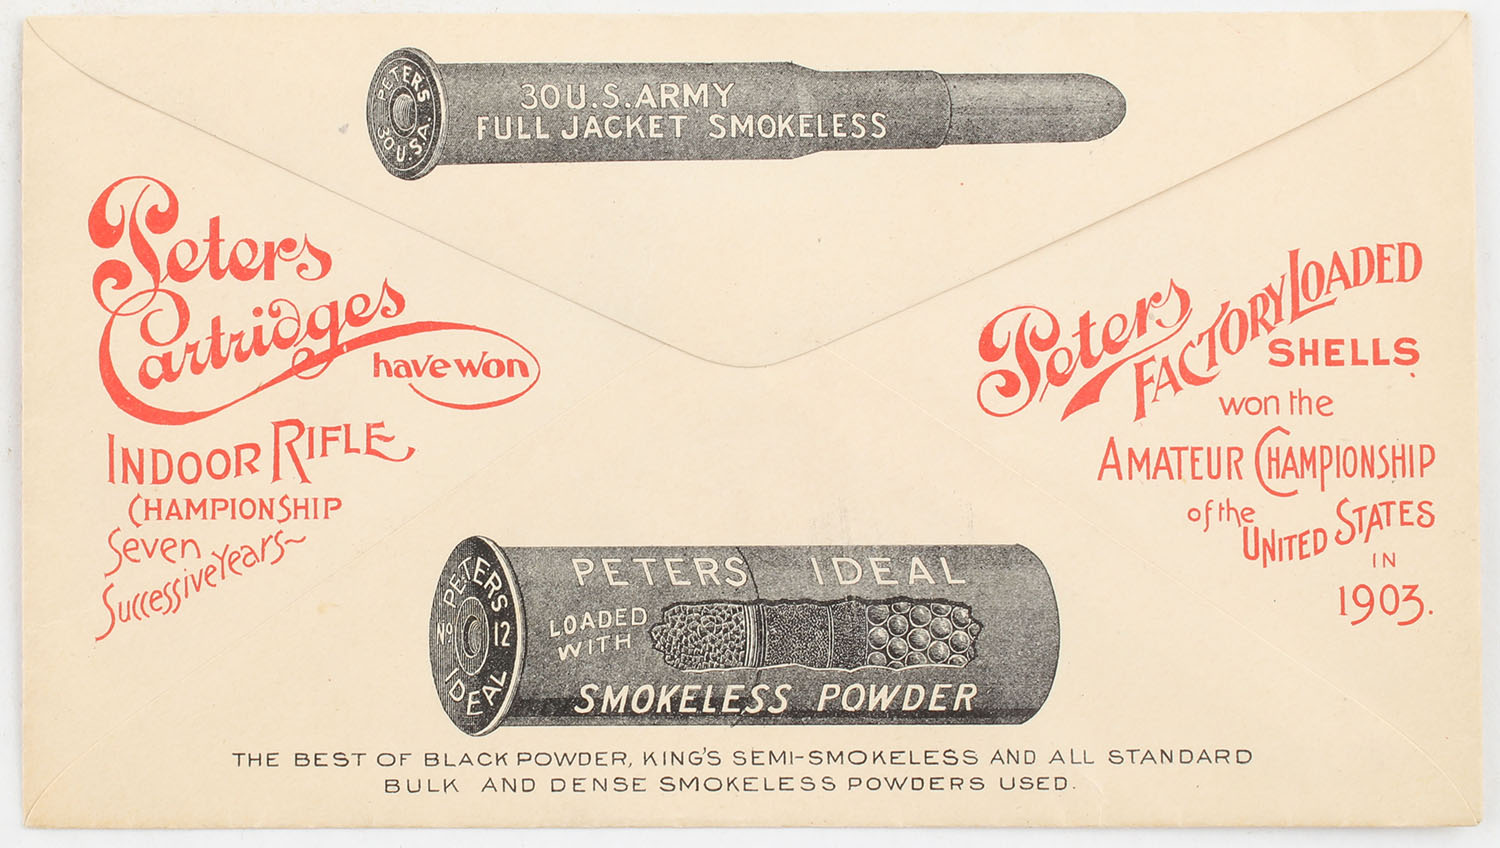 PETERS
30 U.S.A.
30 U.S. ARMY
FULL JACKET SMOKELESS
Peters
Cartridges
have won
INDOOR RIFLE
CHAMPIONSHIP
Seven
Successive Years~
Peters
FACTORY LOADED
SHELLS
won the
AMATEUR CHAMPIONSHIP
of the
UNITED STATES
IN
1903.
PETERS
No 12
IDEAL
PETERS IDEAL
LOADED
WITH
SMOKELESS POWDER
THE BEST OF BLACK POWDER, KING'S SEMI-SMOKELESS AND ALL STANDARD
BULK AND DENSE SMOKELESS POWDERS USED.